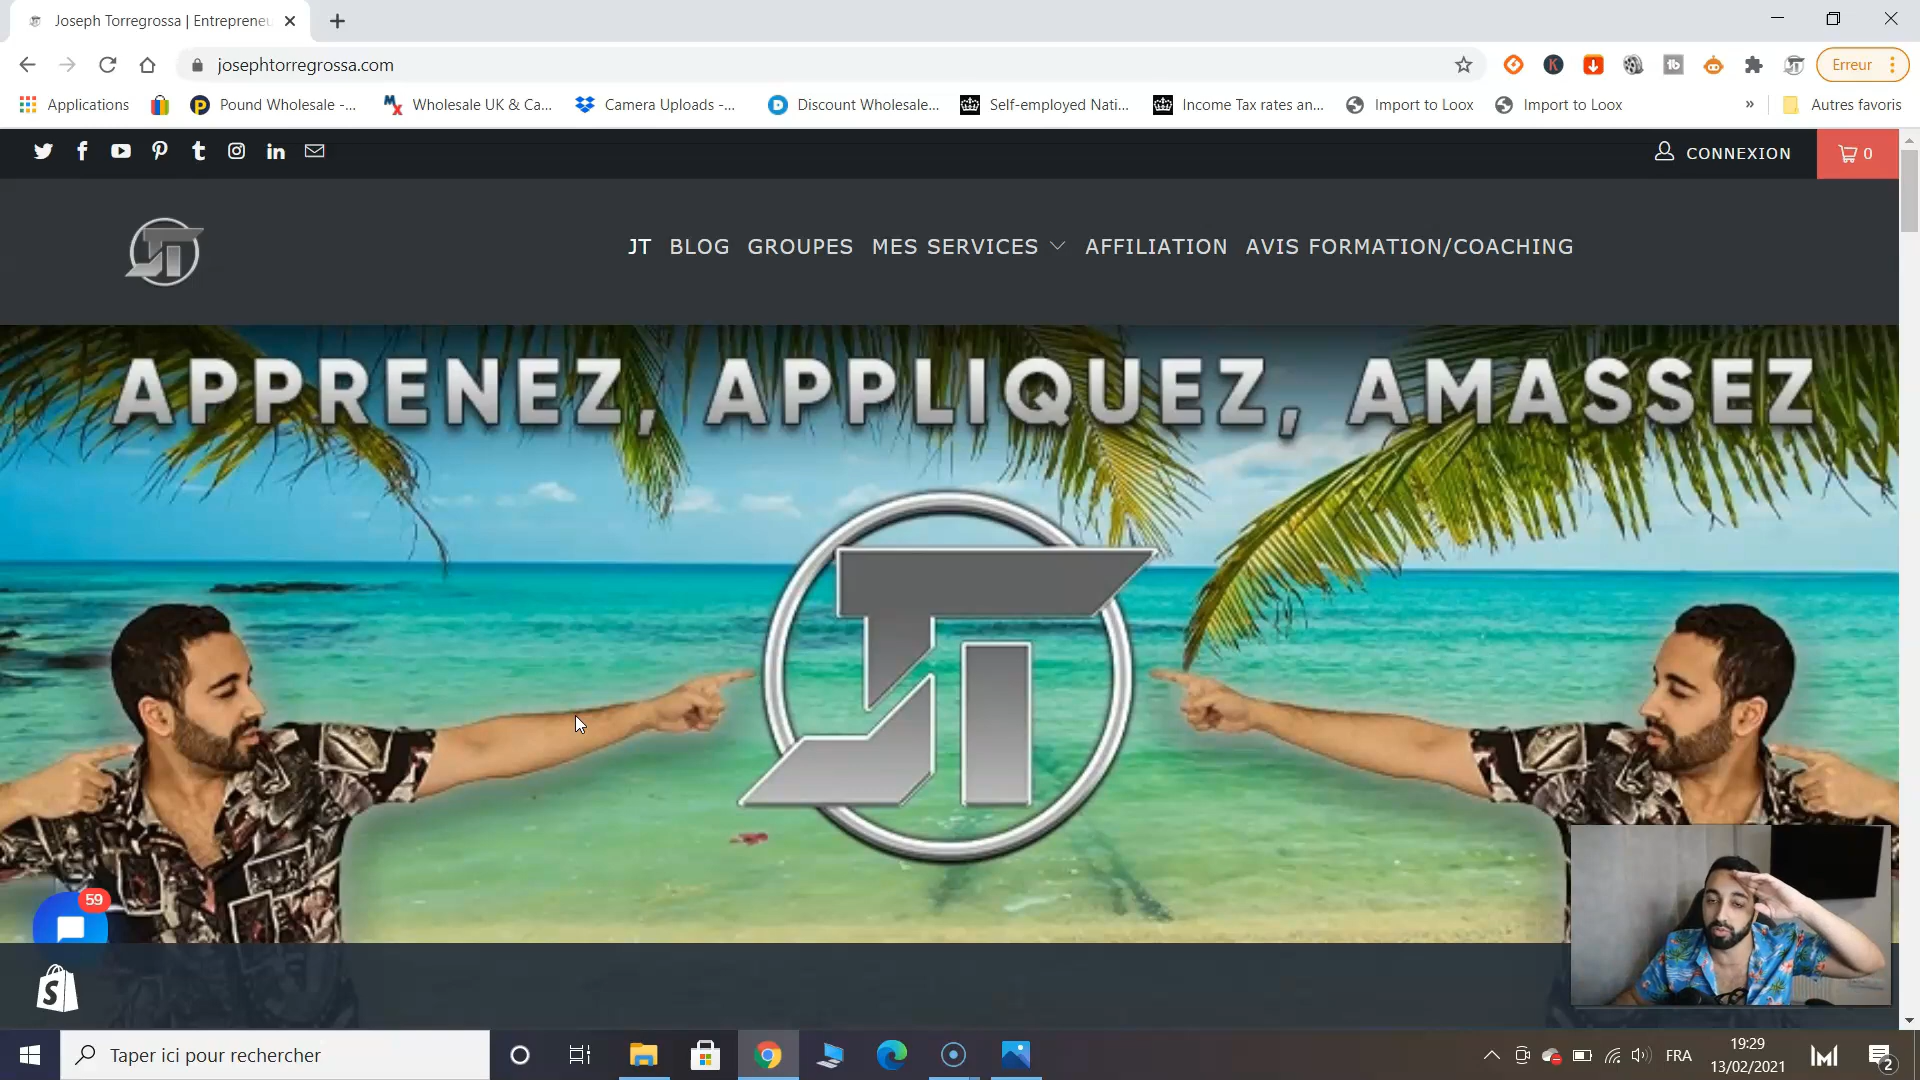 Joseph Torregrossa | Entrepreneu
josephtorregrossa.com
Erreur
Applications
Pound Wholesale -...
Wholesale UK & Ca...
Camera Uploads -...
Discount Wholesale...
Self-employed Nati...
Income Tax rates an...
Import to Loox
Import to Loox
»
Autres favoris
CONNEXION
0
JT BLOG GROUPES MES SERVICES AFFILIATION AVIS FORMATION/COACHING
APPRENEZ, APPLIQUEZ, AMASSEZ
JT
59
Taper ici pour rechercher
FRA
19:29
13/02/2021
2